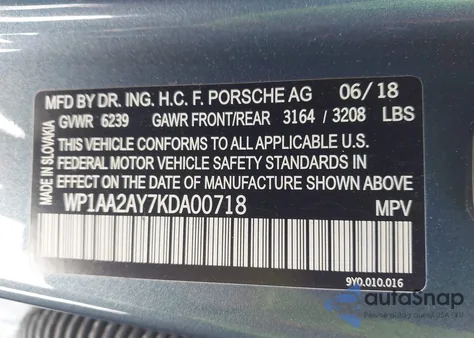 MFD BY DR. ING. H.C. F. PORSCHE AG 06/18
GVWR 6239 GAWR FRONT/REAR 3164 / 3208 LBS
THIS VEHICLE CONFORMS TO ALL APPLICABLE U.S.
FEDERAL MOTOR VEHICLE SAFETY STANDARDS IN
EFFECT ON THE DATE OF MANUFACTURE SHOWN ABOVE.
WP1AA2AY7KDA00718 MPV
MADE IN SLOVAKIA
9Y0.010.016
autoSnap